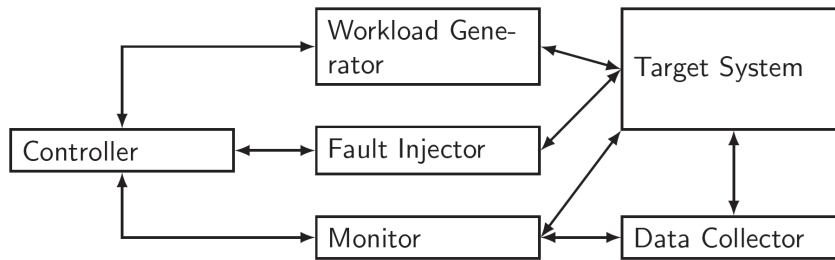 Workload Gene-
rator
Target System
Controller
Fault Injector
Monitor
Data Collector